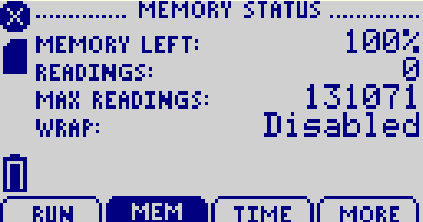 ............. MEMORY STATUS .............
MEMORY LEFT: 100%
READINGS: 0
MAX READINGS: 131071
WRAP: Disabled
RUN MEM TIME MORE